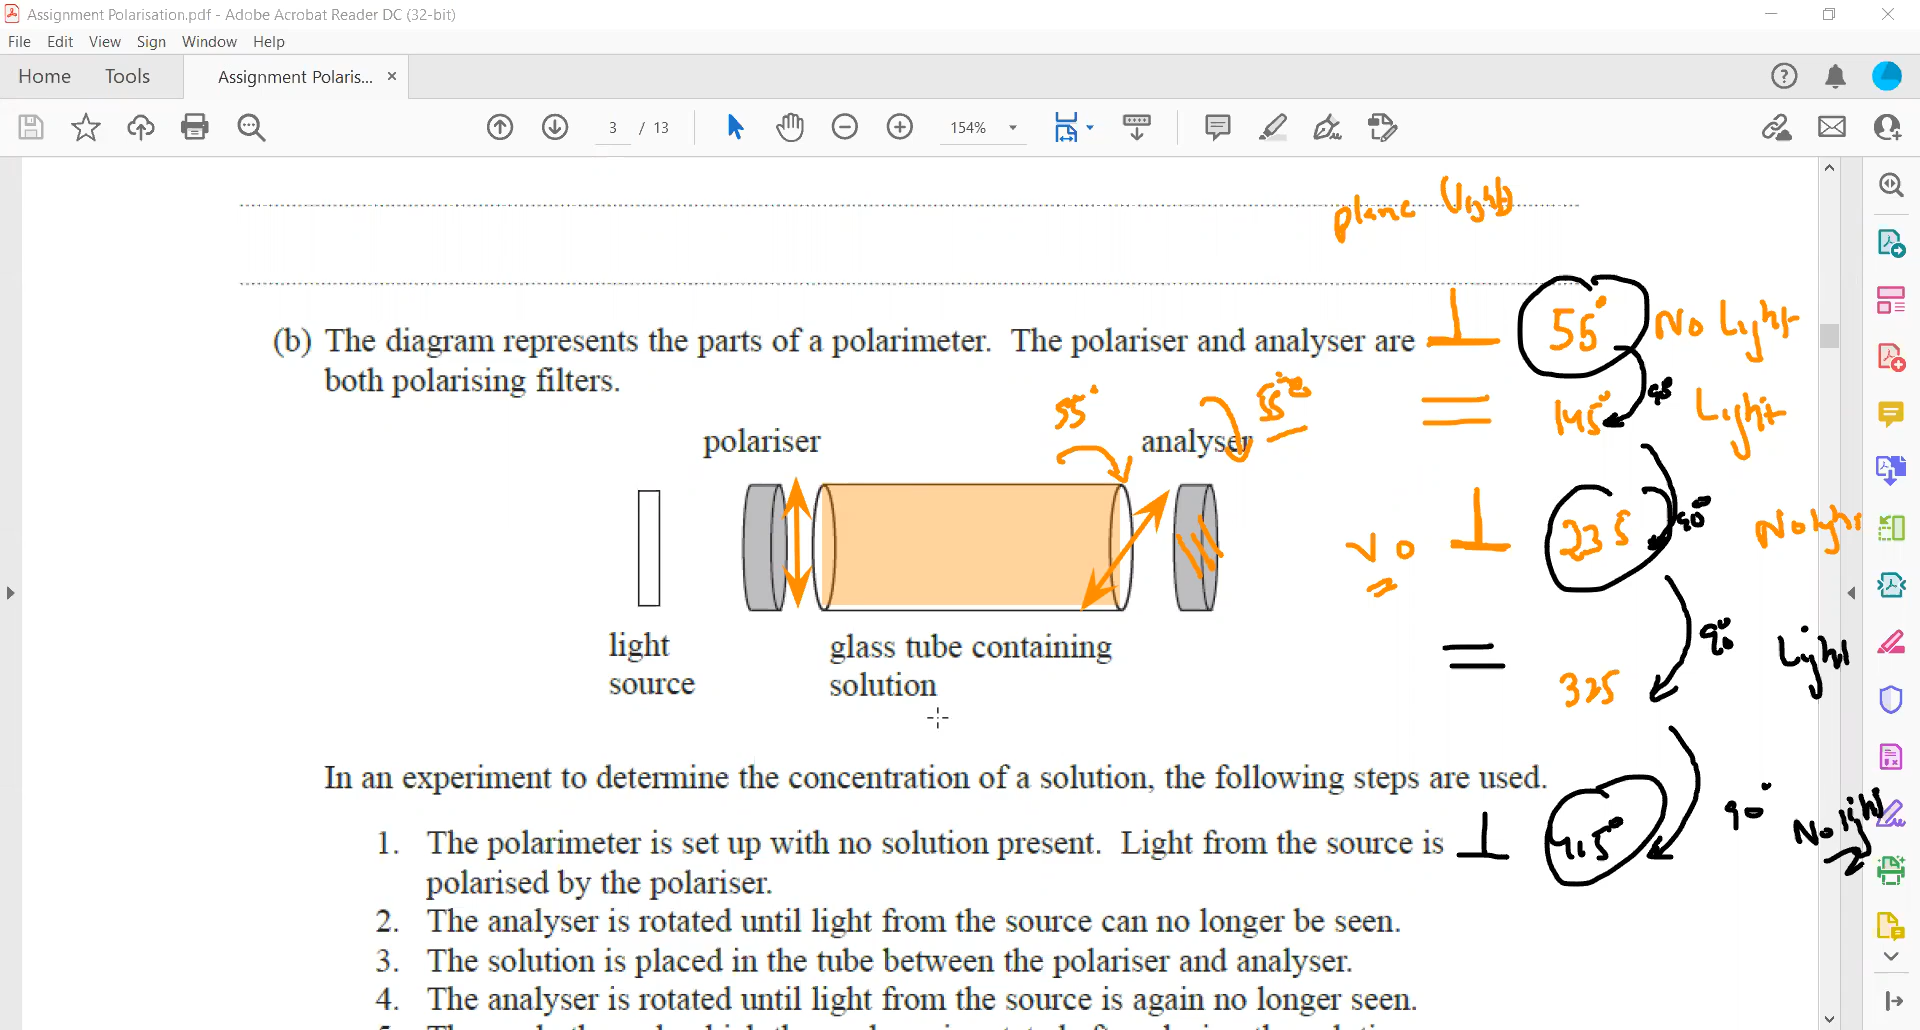 Assignment Polarisation.pdf - Adobe Acrobat Reader DC (32-bit)
File Edit View Sign Window Help
Home Tools Assignment Polaris... ×
3 / 13 154%
plane (light)
(b) The diagram represents the parts of a polarimeter. The polariser and analyser are
both polarising filters.
⊥ 55° No Light
90°
= 145° Light
55°
55°
polariser analyser
⊥ 235 90° No light
light
source
glass tube containing
solution
= 325 90° Light
In an experiment to determine the concentration of a solution, the following steps are used.
⊥ 415° 90° No light
1. The polarimeter is set up with no solution present. Light from the source is
polarised by the polariser.
2. The analyser is rotated until light from the source can no longer be seen.
3. The solution is placed in the tube between the polariser and analyser.
4. The analyser is rotated until light from the source is again no longer seen.